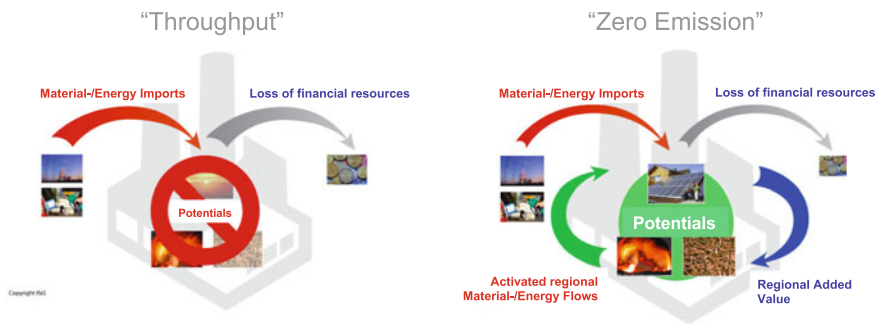 “Throughput”
Material-/Energy Imports
Loss of financial resources
Potentials
Copyright IfaS
“Zero Emission”
Material-/Energy Imports
Loss of financial resources
Potentials
Activated regional
Material-/Energy Flows
Regional Added
Value